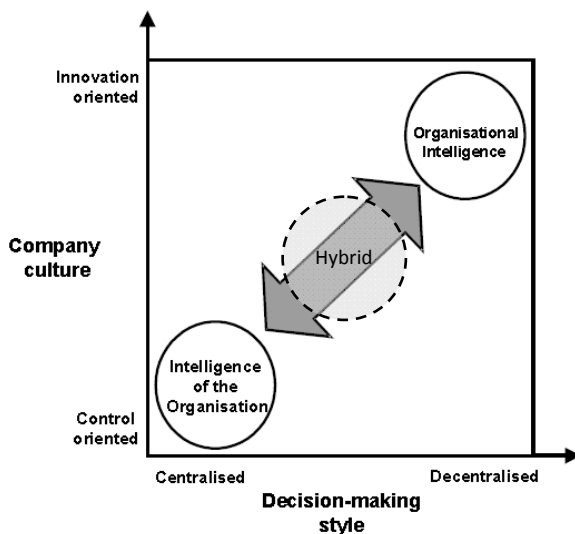 Innovation
oriented
Organisational
Intelligence
Company
culture
Hybrid
Intelligence
of the
Organisation
Control
oriented
Centralised
Decentralised
Decision-making
style